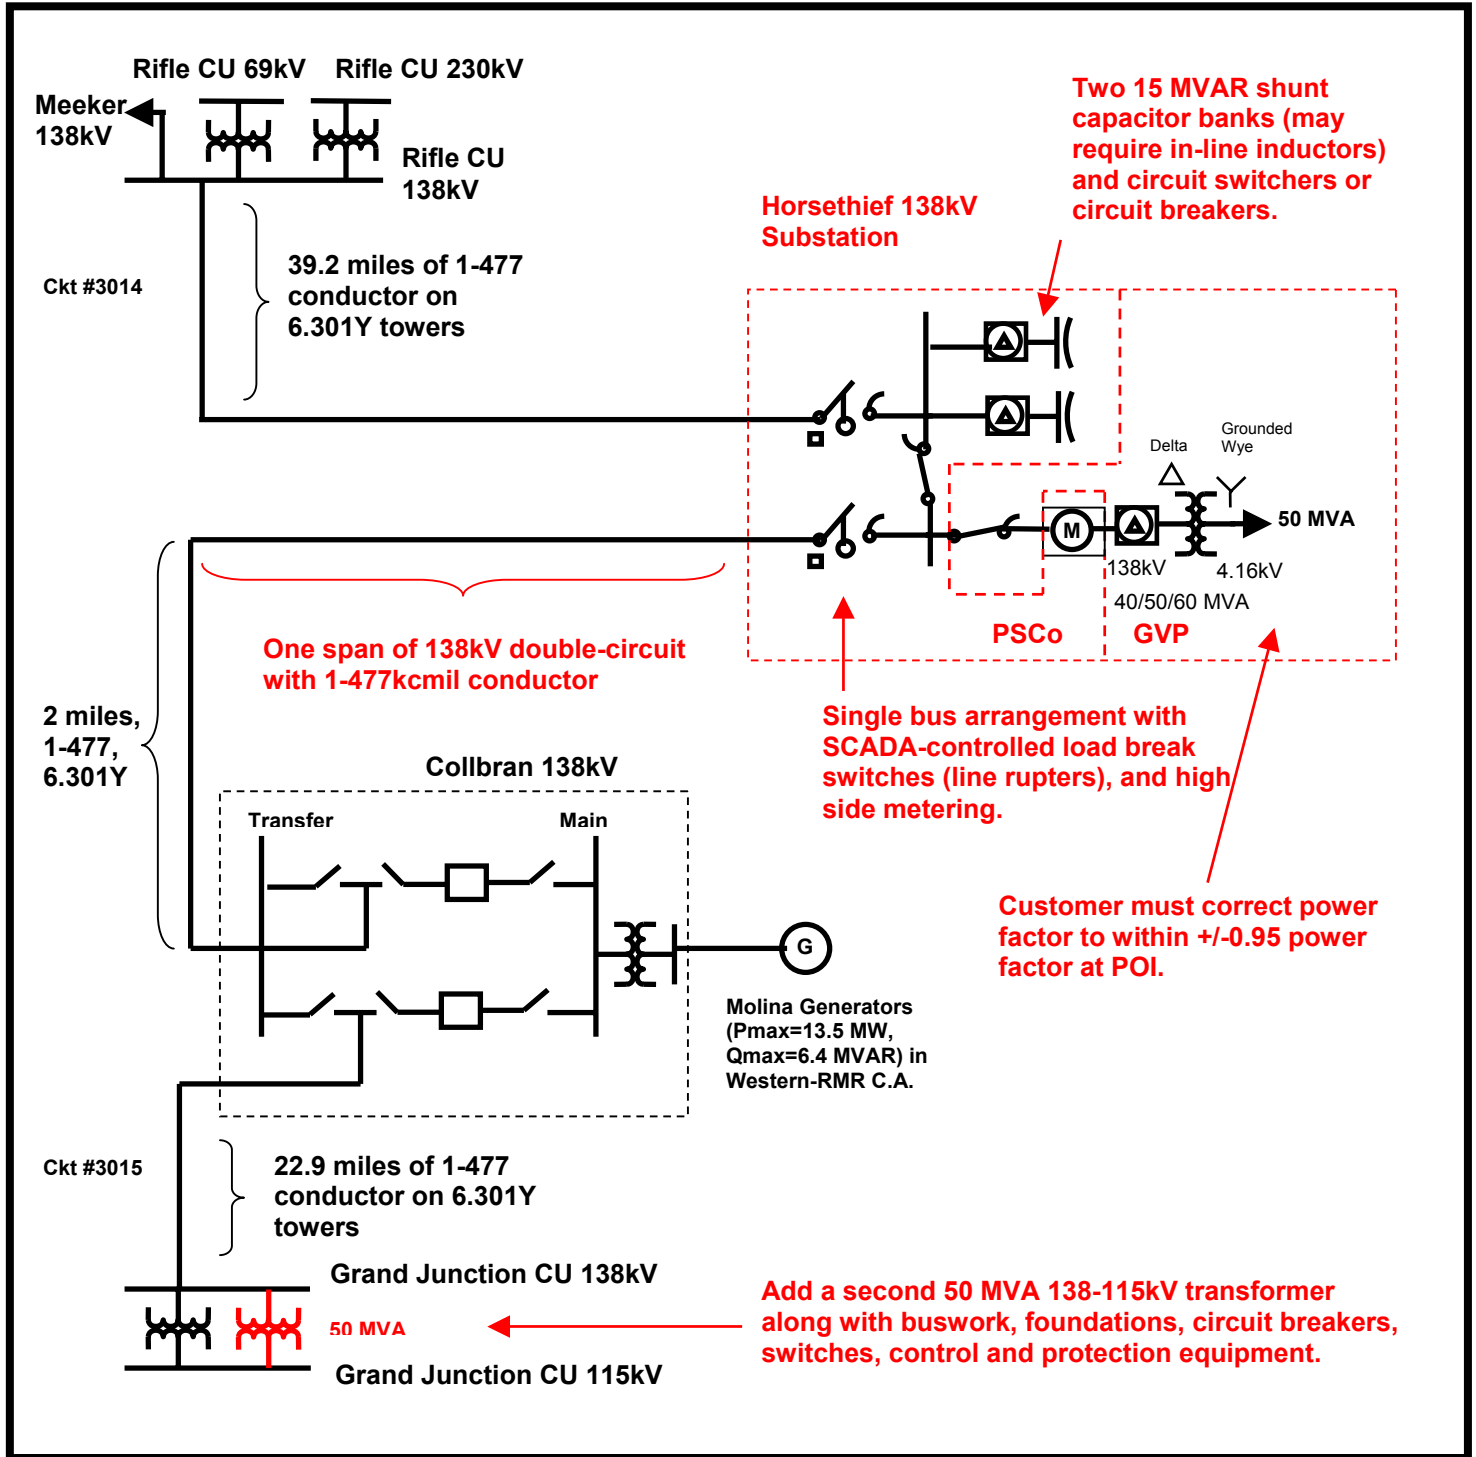 Rifle CU 69kV
Rifle CU 230kV
Meeker
138kV
Rifle CU
138kV
Two 15 MVAR shunt
capacitor banks (may
require in-line inductors)
and circuit switchers or
circuit breakers.
Horsethief 138kV
Substation
Ckt #3014
39.2 miles of 1-477
conductor on
6.301Y towers
Delta
Grounded
Wye
M
50 MVA
138kV
4.16kV
40/50/60 MVA
PSCo
GVP
One span of 138kV double-circuit
with 1-477kcmil conductor
2 miles,
1-477,
6.301Y
Single bus arrangement with
SCADA-controlled load break
switches (line rupters), and high
side metering.
Collbran 138kV
Transfer
Main
Customer must correct power
factor to within +/-0.95 power
factor at POI.
G
Molina Generators
(Pmax=13.5 MW,
Qmax=6.4 MVAR) in
Western-RMR C.A.
Ckt #3015
22.9 miles of 1-477
conductor on 6.301Y
towers
Grand Junction CU 138kV
50 MVA
Grand Junction CU 115kV
Add a second 50 MVA 138-115kV transformer
along with buswork, foundations, circuit breakers,
switches, control and protection equipment.